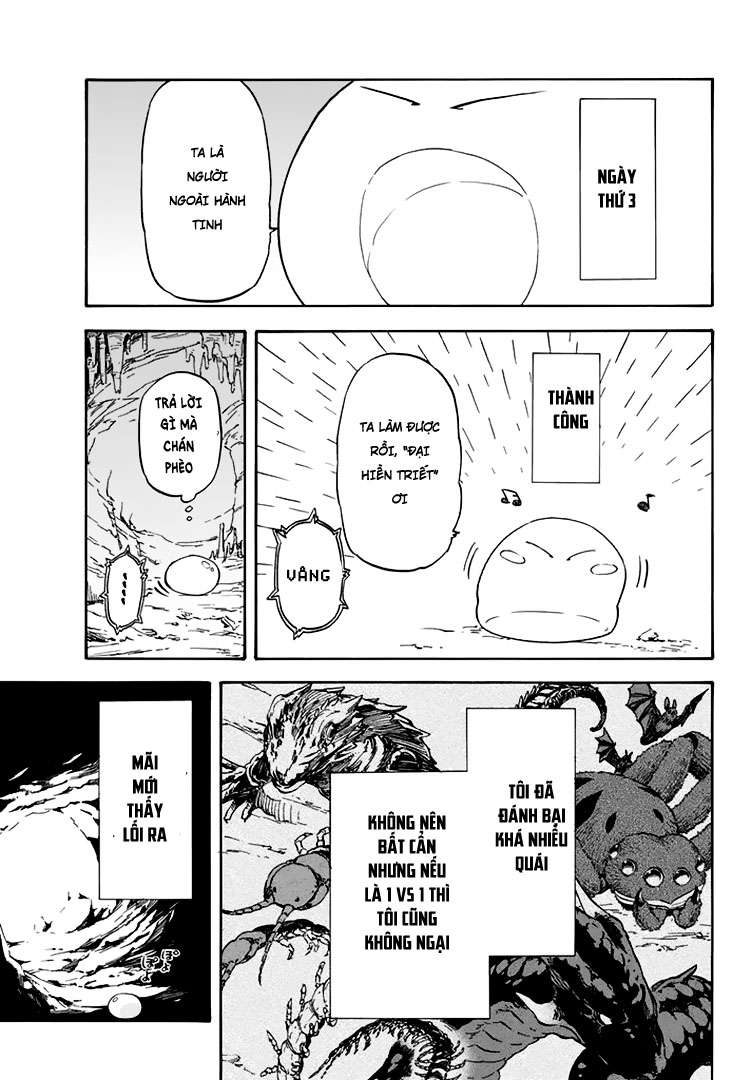 NGÀY
THỨ 3
TA LÀ
NGƯỜI
NGOÀI HÀNH
TINH
THÀNH
CÔNG
TA LÀM ĐƯỢC
RỒI, "ĐẠI
HIỀN TRIẾT"
ƠI
VÂNG
TRẢ LỜI
GÌ MÀ
CHÁN
PHÈO
TÔI ĐÃ
ĐÁNH BẠI
KHÁ NHIỀU
QUÁI
KHÔNG NÊN
BẤT CẨN
NHƯNG NẾU
LÀ 1 VS 1 THÌ
TÔI CŨNG
KHÔNG NGẠI
MÃI
MỚI
THẤY
LỐI RA